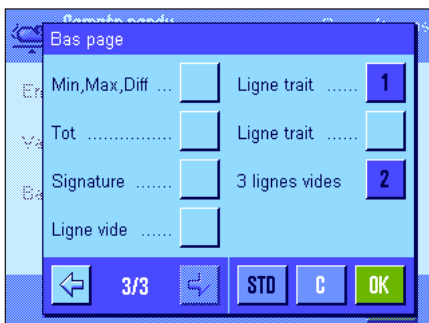 Bas page
Min,Max,Diff ...
Ligne trait ......
1
Tot ................
Ligne trait ......
Signature .......
3 lignes vides
2
Ligne vide ......
3/3
STD
C
OK